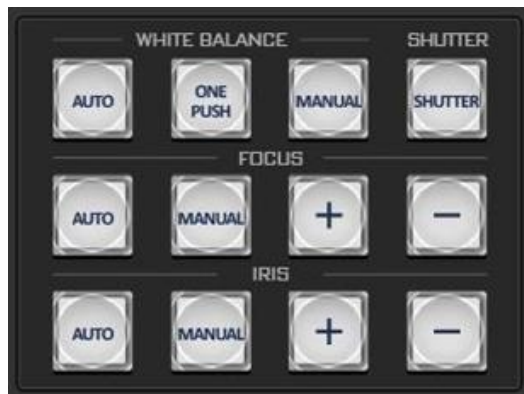 WHITE BALANCE SHUTTER
AUTO ONE PUSH MANUAL SHUTTER
FOCUS
AUTO MANUAL + −
IRIS
AUTO MANUAL + −